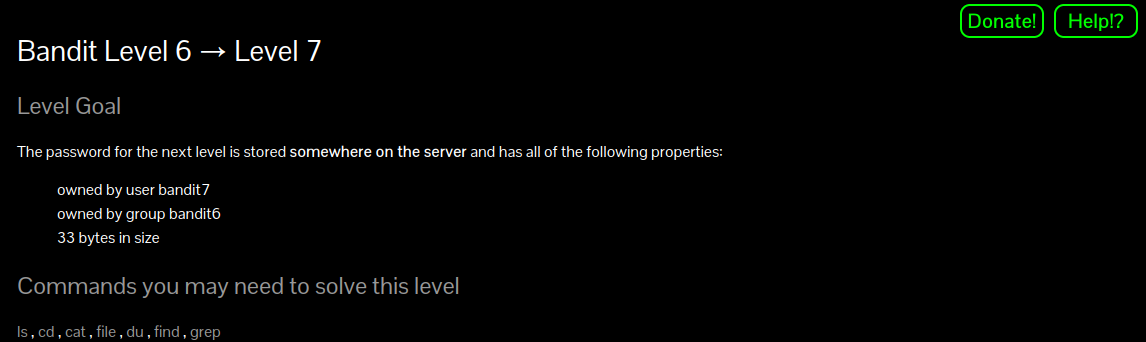 Donate! Help!?
Bandit Level 6 → Level 7
Level Goal
The password for the next level is stored somewhere on the server and has all of the following properties:
owned by user bandit7
owned by group bandit6
33 bytes in size
Commands you may need to solve this level
ls , cd , cat , file , du , find , grep